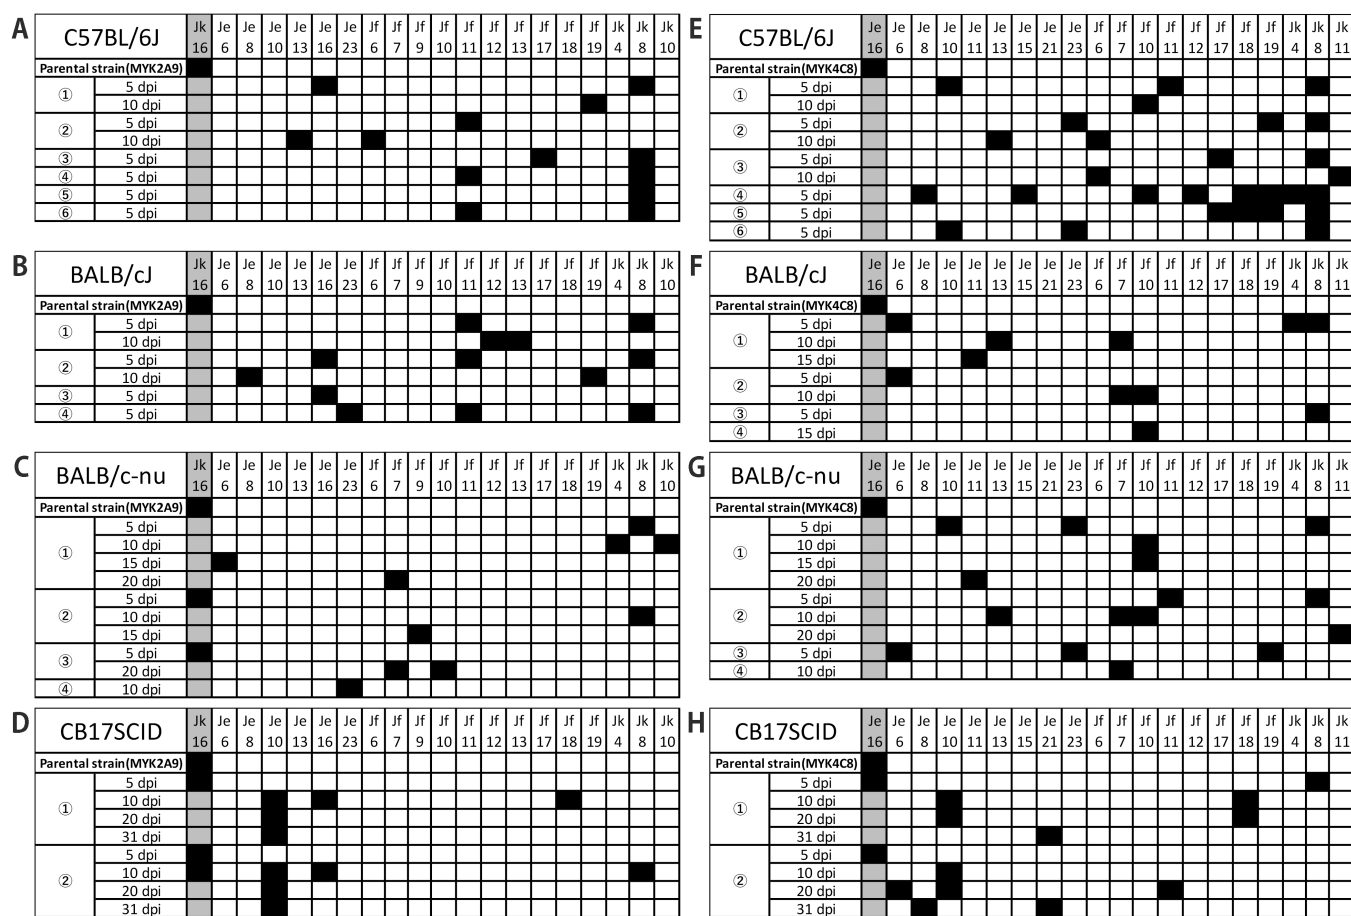 A
C57BL/6J
Jk Je Je Je Je Je Je Jf Jf Jf Jf Jf Jf Jf Jf Jf Jf Jk Jk Jk
16 6 8 10 13 16 23 6 7 9 10 11 12 13 17 18 19 4 8 10
Parental strain(MYK2A9)
① 5 dpi
10 dpi
② 5 dpi
10 dpi
③ 5 dpi
④ 5 dpi
⑤ 5 dpi
⑥ 5 dpi
B
BALB/cJ
Jk Je Je Je Je Je Je Jf Jf Jf Jf Jf Jf Jf Jf Jf Jf Jk Jk Jk
16 6 8 10 13 16 23 6 7 9 10 11 12 13 17 18 19 4 8 10
Parental strain(MYK2A9)
① 5 dpi
10 dpi
② 5 dpi
10 dpi
③ 5 dpi
④ 5 dpi
C
BALB/c-nu
Jk Je Je Je Je Je Je Jf Jf Jf Jf Jf Jf Jf Jf Jf Jf Jk Jk Jk
16 6 8 10 13 16 23 6 7 9 10 11 12 13 17 18 19 4 8 10
Parental strain(MYK2A9)
① 5 dpi
10 dpi
15 dpi
20 dpi
② 5 dpi
10 dpi
15 dpi
③ 5 dpi
20 dpi
④ 10 dpi
D
CB17SCID
Jk Je Je Je Je Je Je Jf Jf Jf Jf Jf Jf Jf Jf Jf Jf Jk Jk Jk
16 6 8 10 13 16 23 6 7 9 10 11 12 13 17 18 19 4 8 10
Parental strain(MYK2A9)
① 5 dpi
10 dpi
20 dpi
31 dpi
② 5 dpi
10 dpi
20 dpi
31 dpi
E
C57BL/6J
Je Je Je Je Je Je Je Je Je Jf Jf Jf Jf Jf Jf Jf Jf Jk Jk Jk
16 6 8 10 11 13 15 21 23 6 7 10 11 12 17 18 19 4 8 11
Parental strain(MYK4C8)
① 5 dpi
10 dpi
② 5 dpi
10 dpi
③ 5 dpi
10 dpi
④ 5 dpi
⑤ 5 dpi
⑥ 5 dpi
F
BALB/cJ
Je Je Je Je Je Je Je Je Je Jf Jf Jf Jf Jf Jf Jf Jf Jk Jk Jk
16 6 8 10 11 13 15 21 23 6 7 10 11 12 17 18 19 4 8 11
Parental strain(MYK4C8)
① 5 dpi
10 dpi
15 dpi
② 5 dpi
10 dpi
③ 5 dpi
④ 15 dpi
G
BALB/c-nu
Je Je Je Je Je Je Je Je Je Jf Jf Jf Jf Jf Jf Jf Jf Jk Jk Jk
16 6 8 10 11 13 15 21 23 6 7 10 11 12 17 18 19 4 8 11
Parental strain(MYK4C8)
① 5 dpi
10 dpi
15 dpi
20 dpi
② 5 dpi
10 dpi
20 dpi
③ 5 dpi
④ 10 dpi
H
CB17SCID
Je Je Je Je Je Je Je Je Je Jf Jf Jf Jf Jf Jf Jf Jf Jk Jk Jk
16 6 8 10 11 13 15 21 23 6 7 10 11 12 17 18 19 4 8 11
Parental strain(MYK4C8)
① 5 dpi
10 dpi
20 dpi
31 dpi
② 5 dpi
10 dpi
20 dpi
31 dpi